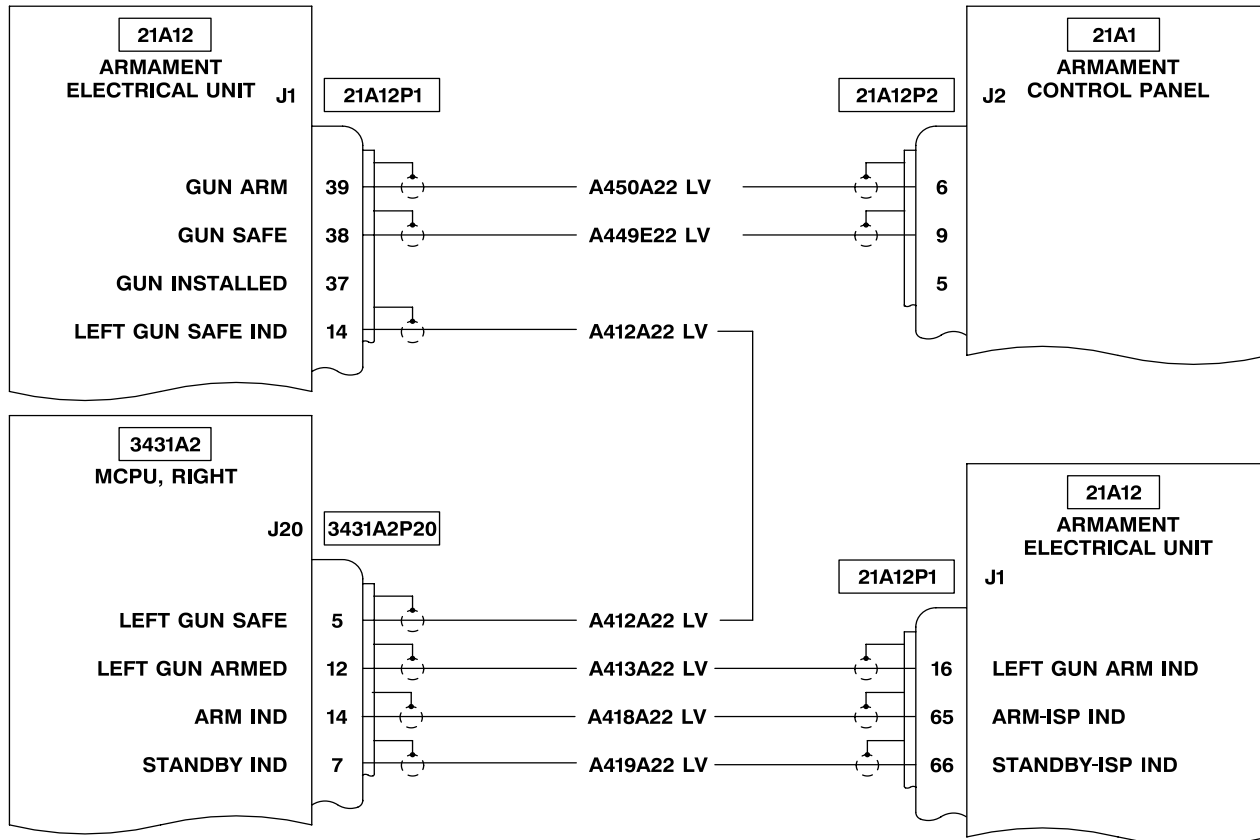 21A12
ARMAMENT
ELECTRICAL UNIT
J1
21A12P1
GUN ARM 39 A450A22 LV 6
GUN SAFE 38 A449E22 LV 9
GUN INSTALLED 37 5
LEFT GUN SAFE IND 14 A412A22 LV
21A12P2
J2
21A1
ARMAMENT
CONTROL PANEL
3431A2
MCPU, RIGHT
J20
3431A2P20
LEFT GUN SAFE 5 A412A22 LV
LEFT GUN ARMED 12 A413A22 LV 16 LEFT GUN ARM IND
ARM IND 14 A418A22 LV 65 ARM-ISP IND
STANDBY IND 7 A419A22 LV 66 STANDBY-ISP IND
21A12
ARMAMENT
ELECTRICAL UNIT
21A12P1
J1